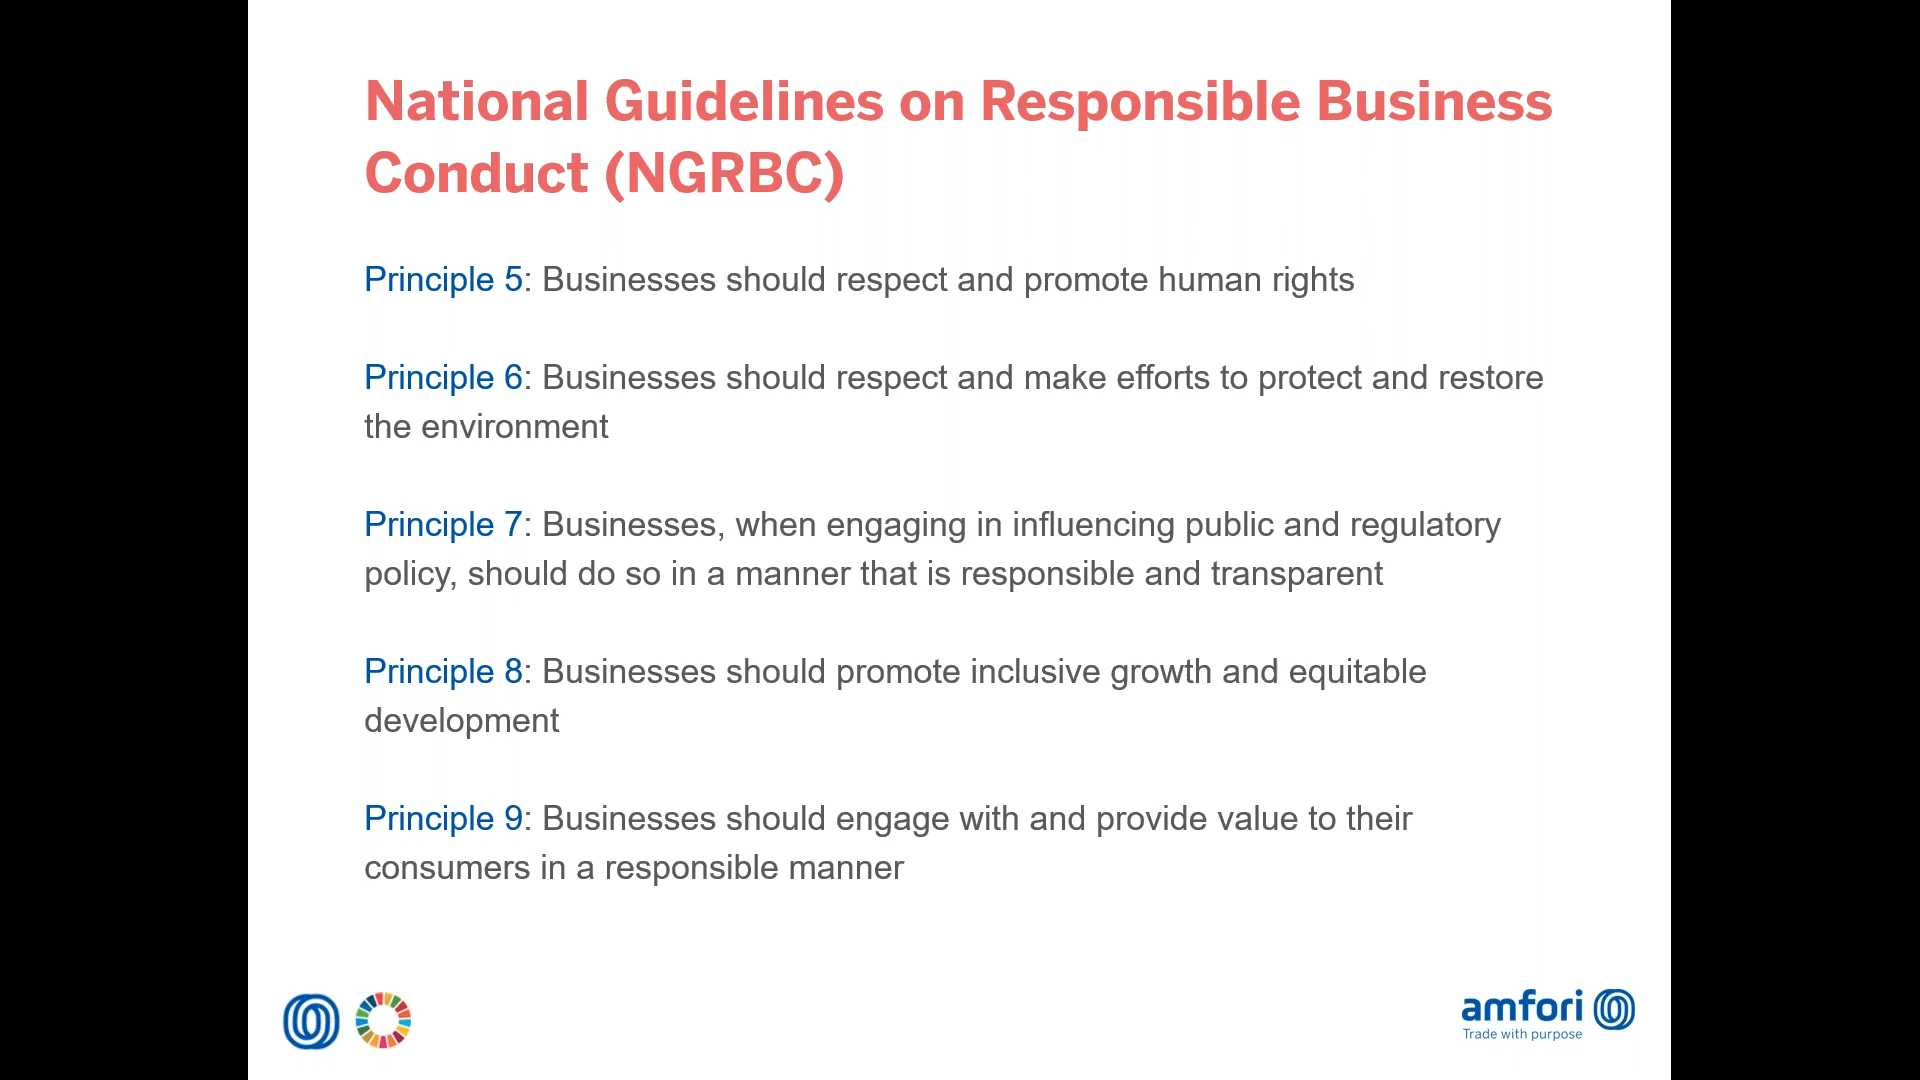 National Guidelines on Responsible Business
Conduct (NGRBC)
Principle 5: Businesses should respect and promote human rights
Principle 6: Businesses should respect and make efforts to protect and restore
the environment
Principle 7: Businesses, when engaging in influencing public and regulatory
policy, should do so in a manner that is responsible and transparent
Principle 8: Businesses should promote inclusive growth and equitable
development
Principle 9: Businesses should engage with and provide value to their
consumers in a responsible manner
amfori
Trade with purpose